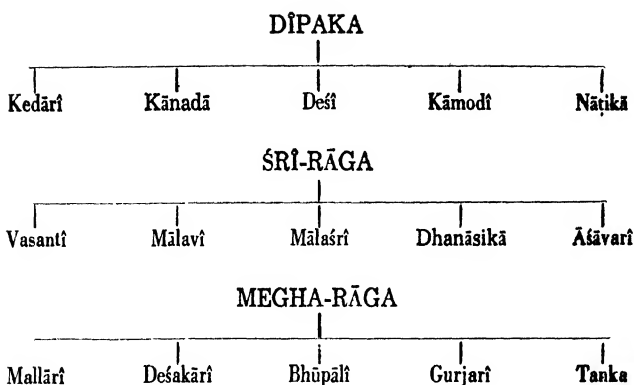 DÎPAKA
Kedārî Kānadā Deśî Kāmodî Nāṭikā
ŚRÎ-RĀGA
Vasantî Mālavî Mālaśrî Dhanāsikā Āśāvarî
MEGHA-RĀGA
Mallārî Deśakārî Bhūpālî Gurjarî Tanka